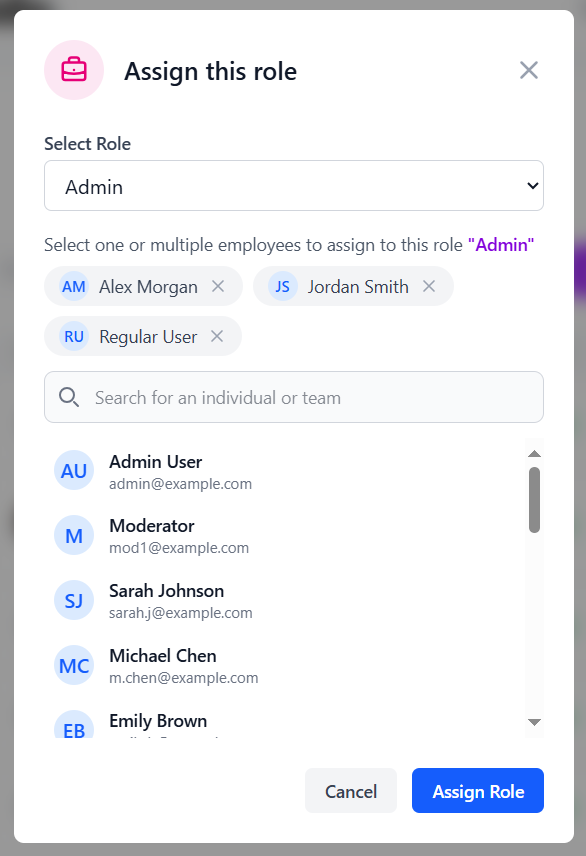 Assign this role
Select Role
Admin
Select one or multiple employees to assign to this role "Admin"
AM Alex Morgan
JS Jordan Smith
RU Regular User
Search for an individual or team
AU Admin User
admin@example.com
M Moderator
mod1@example.com
SJ Sarah Johnson
sarah.j@example.com
MC Michael Chen
m.chen@example.com
EB Emily Brown
Cancel
Assign Role